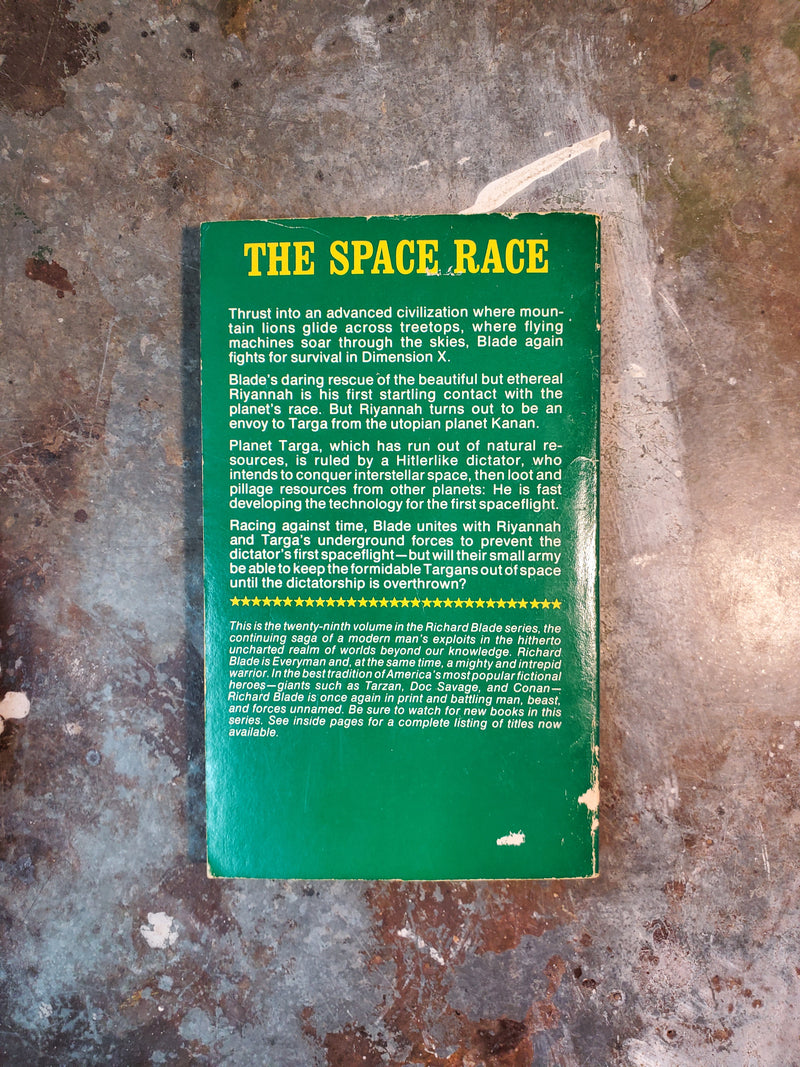 THE SPACE RACE
Thrust into an advanced civilization where moun-
tain lions glide across treetops, where flying
machines soar through the skies, Blade again
fights for survival in Dimension X.
Blade's daring rescue of the beautiful but ethereal
Riyannah is his first startling contact with the
planet's race. But Riyannah turns out to be an
envoy to Targa from the utopian planet Kanan.
Planet Targa, which has run out of natural re-
sources, is ruled by a Hitlerlike dictator, who
intends to conquer interstellar space, then loot and
pillage resources from other planets: He is fast
developing the technology for the first spaceflight.
Racing against time, Blade unites with Riyannah
and Targa's underground forces to prevent the
dictator's first spaceflight—but will their small army
be able to keep the formidable Targans out of space
until the dictatorship is overthrown?
This is the twenty-ninth volume in the Richard Blade series, the
continuing saga of a modern man's exploits in the hitherto
uncharted realm of worlds beyond our knowledge. Richard
Blade is Everyman and, at the same time, a mighty and intrepid
warrior. In the best tradition of America's most popular fictional
heroes—giants such as Tarzan, Doc Savage, and Conan—
Richard Blade is once again in print and battling man, beast,
and forces unnamed. Be sure to watch for new books in this
series. See inside pages for a complete listing of titles now
available.